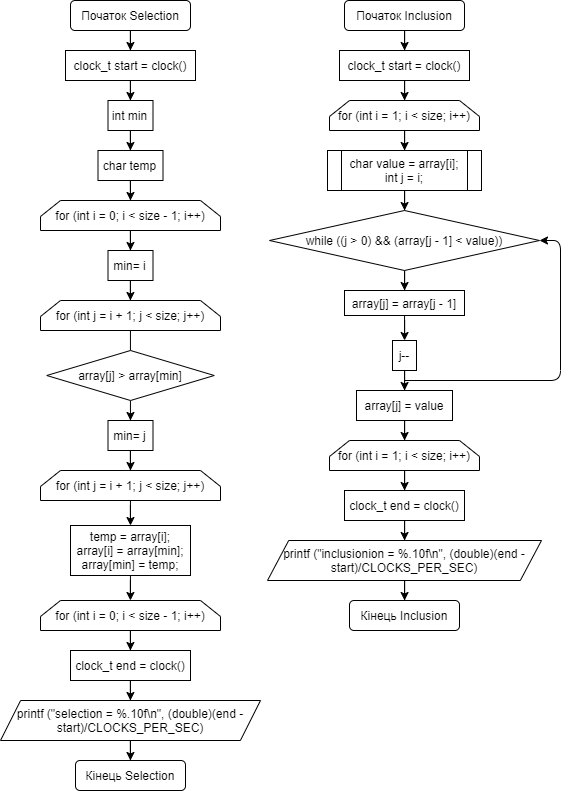 Початок Selection
clock_t start = clock()
int min
char temp
for (int i = 0; i < size - 1; i++)
min= i
for (int j = i + 1; j < size; j++)
array[j] > array[min]
min= j
for (int j = i + 1; j < size; j++)
temp = array[i];
array[i] = array[min];
array[min] = temp;
for (int i = 0; i < size - 1; i++)
clock_t end = clock()
printf ("selection = %.10f\n", (double)(end -
start)/CLOCKS_PER_SEC)
Кінець Selection
Початок Inclusion
clock_t start = clock()
for (int i = 1; i < size; i++)
char value = array[i];
int j = i;
while ((j > 0) && (array[j - 1] < value))
array[j] = array[j - 1]
j--
array[j] = value
for (int i = 1; i < size; i++)
clock_t end = clock()
printf ("inclusionion = %.10f\n", (double)(end -
start)/CLOCKS_PER_SEC)
Кінець Inclusion